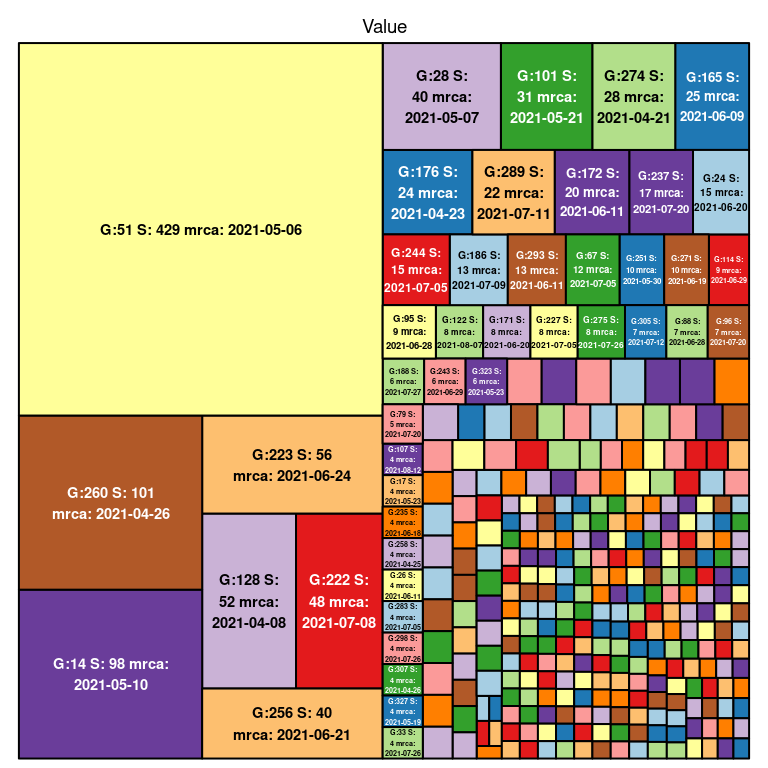 Value
G:51 S: 429 mrca: 2021-05-06
G:260 S: 101
mrca: 2021-04-26
G:14 S: 98 mrca:
2021-05-10
G:223 S: 56
mrca: 2021-06-24
G:128 S:
52 mrca:
2021-04-08
G:222 S:
48 mrca:
2021-07-08
G:256 S: 40
mrca: 2021-06-21
G:28 S:
40 mrca:
2021-05-07
G:101 S:
31 mrca:
2021-05-21
G:274 S:
28 mrca:
2021-04-21
G:165 S:
25 mrca:
2021-06-09
G:176 S:
24 mrca:
2021-04-23
G:289 S:
22 mrca:
2021-07-11
G:172 S:
20 mrca:
2021-06-11
G:237 S:
17 mrca:
2021-07-20
G:24 S:
15 mrca:
2021-06-20
G:244 S:
15 mrca:
2021-07-05
G:186 S:
13 mrca:
2021-07-09
G:293 S:
13 mrca:
2021-06-11
G:67 S:
12 mrca:
2021-07-05
G:251 S:
10 mrca:
2021-05-30
G:271 S:
10 mrca:
2021-06-19
G:114 S:
9 mrca:
2021-06-29
G:95 S:
9 mrca:
2021-06-28
G:122 S:
8 mrca:
2021-08-07
G:171 S:
8 mrca:
2021-06-20
G:227 S:
8 mrca:
2021-07-05
G:275 S:
8 mrca:
2021-07-26
G:305 S:
7 mrca:
2021-07-12
G:88 S:
7 mrca:
2021-06-28
G:96 S:
7 mrca:
2021-07-20
G:188 S:
6 mrca:
2021-07-27
G:243 S:
6 mrca:
2021-06-29
G:323 S:
6 mrca:
2021-05-23
G:79 S:
5 mrca:
2021-07-20
G:107 S:
4 mrca:
2021-08-12
G:17 S:
4 mrca:
2021-05-23
G:235 S:
4 mrca:
2021-06-18
G:258 S:
4 mrca:
2021-04-25
G:26 S:
4 mrca:
2021-06-11
G:283 S:
4 mrca:
2021-07-05
G:298 S:
4 mrca:
2021-07-26
G:307 S:
4 mrca:
2021-04-26
G:327 S:
4 mrca:
2021-05-19
G:33 S:
4 mrca:
2021-07-26